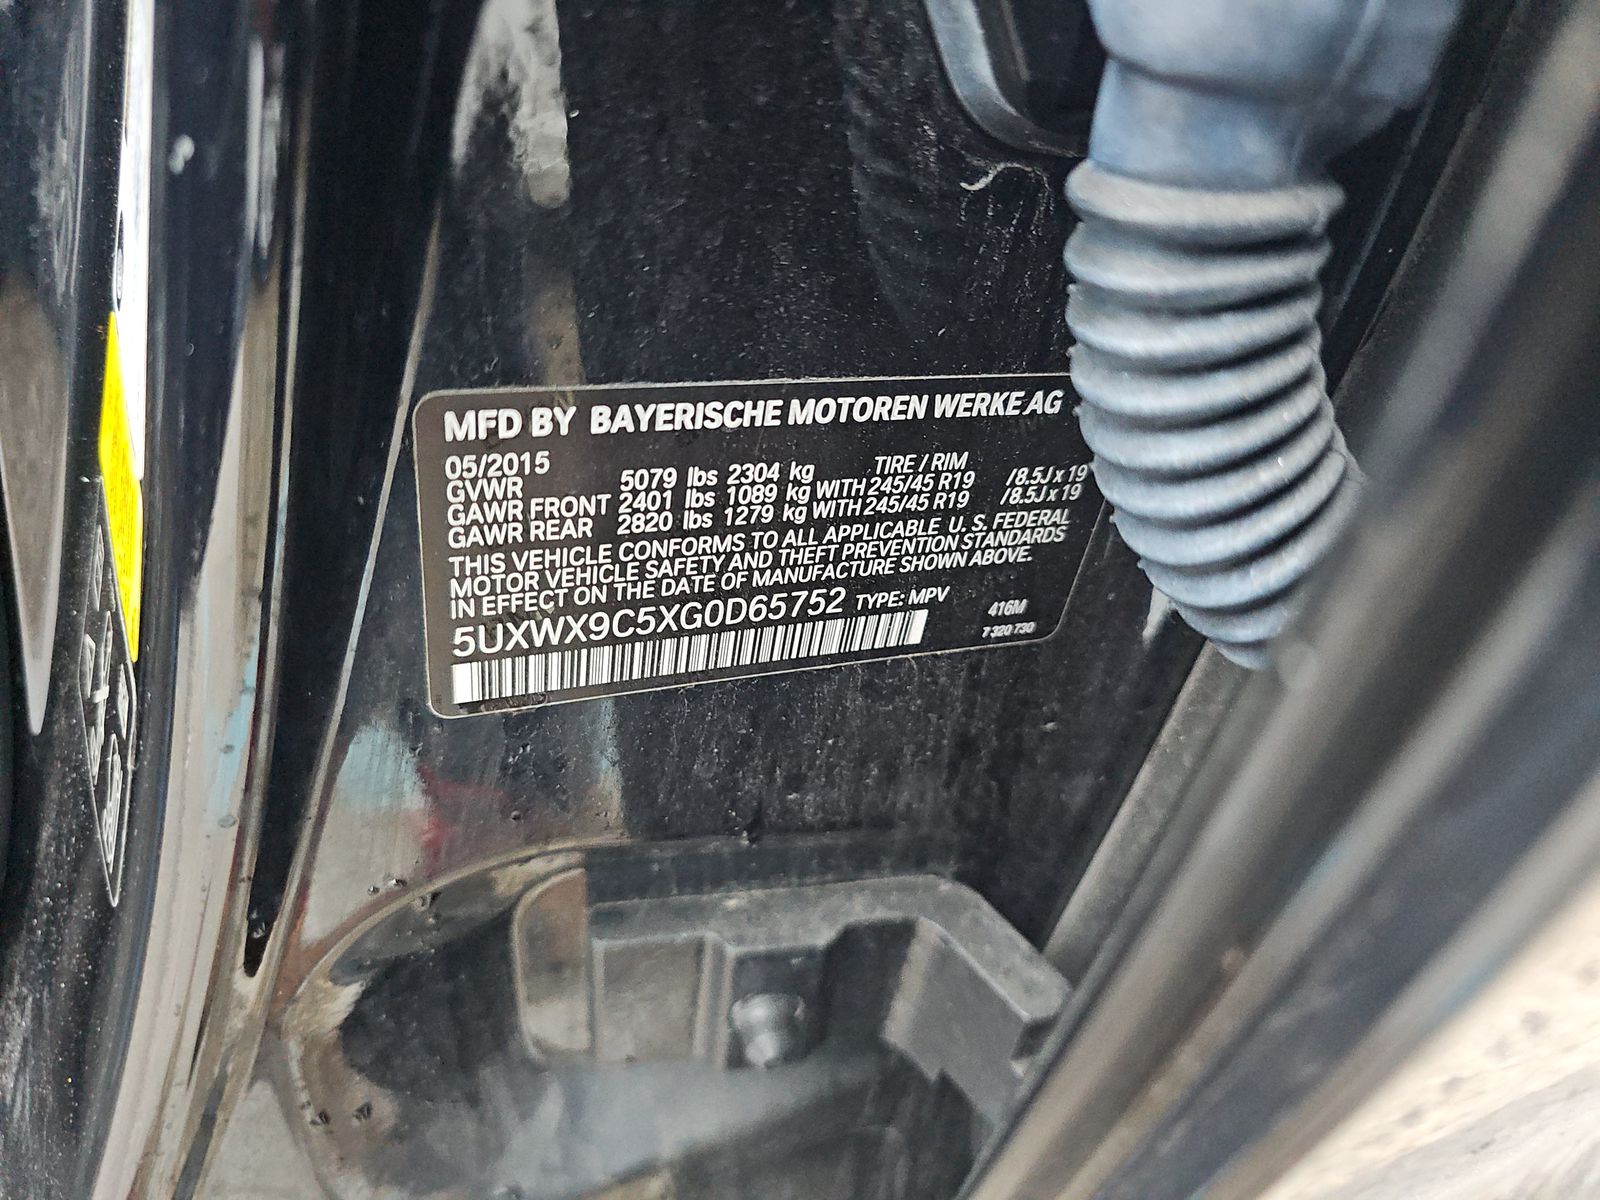 MFD BY BAYERISCHE MOTOREN WERKE AG
05/2015 TIRE / RIM
GVWR 5079 lbs 2304 kg
GAWR FRONT 2401 lbs 1089 kg WITH 245/45 R19 /8.5J x 19
GAWR REAR 2820 lbs 1279 kg WITH 245/45 R19 /8.5J x 19
THIS VEHICLE CONFORMS TO ALL APPLICABLE U. S. FEDERAL
MOTOR VEHICLE SAFETY AND THEFT PREVENTION STANDARDS
IN EFFECT ON THE DATE OF MANUFACTURE SHOWN ABOVE.
5UXWX9C5XG0D65752 TYPE: MPV
416M
7 320 730